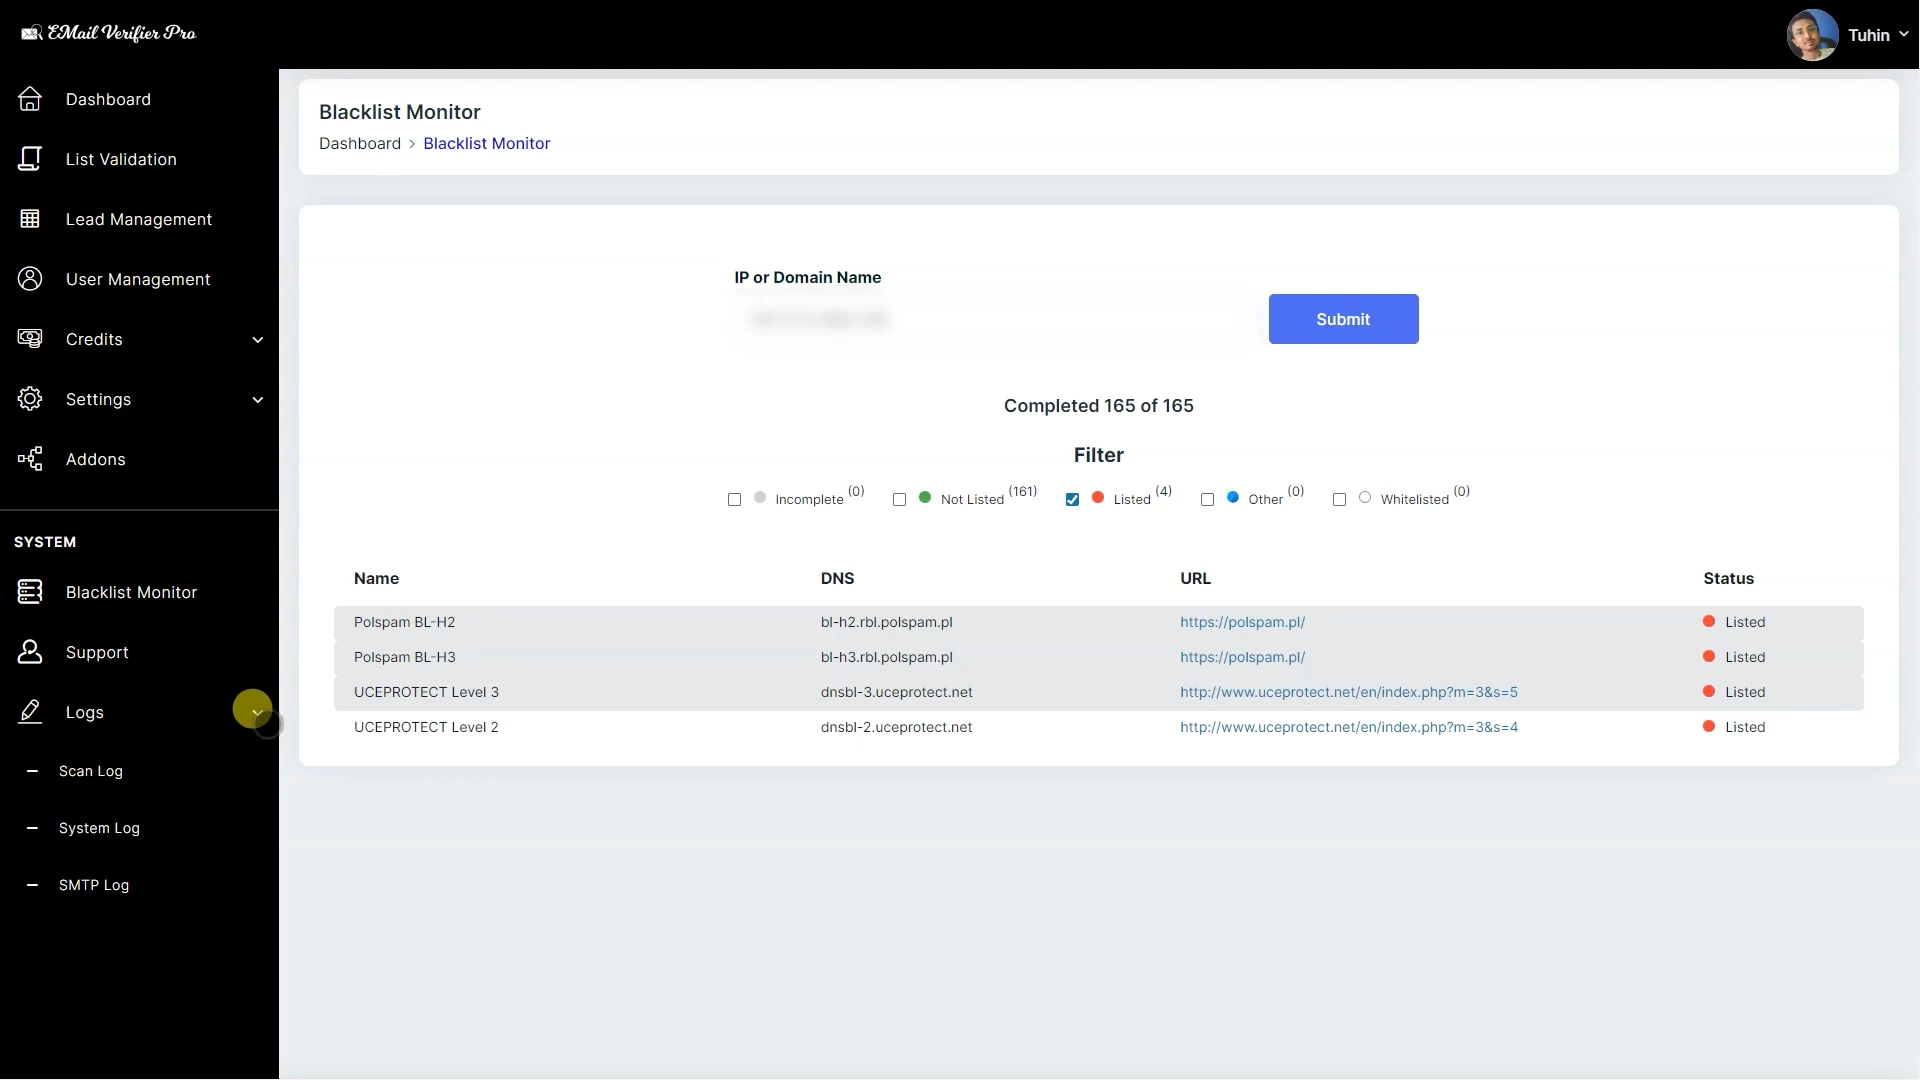 EMail Verifier Pro
Tuhin
Dashboard
List Validation
Lead Management
User Management
Credits
Settings
Addons
SYSTEM
Blacklist Monitor
Support
Logs
Scan Log
System Log
SMTP Log
Blacklist Monitor
Dashboard > Blacklist Monitor
IP or Domain Name
Submit
Completed 165 of 165
Filter
Incomplete (0) Not Listed (161) Listed (4) Other (0) Whitelisted (0)
Name DNS URL Status
Polspam BL-H2 bl-h2.rbl.polspam.pl https://polspam.pl/ Listed
Polspam BL-H3 bl-h3.rbl.polspam.pl https://polspam.pl/ Listed
UCEPROTECT Level 3 dnsbl-3.uceprotect.net http://www.uceprotect.net/en/index.php?m=3&s=5 Listed
UCEPROTECT Level 2 dnsbl-2.uceprotect.net http://www.uceprotect.net/en/index.php?m=3&s=4 Listed